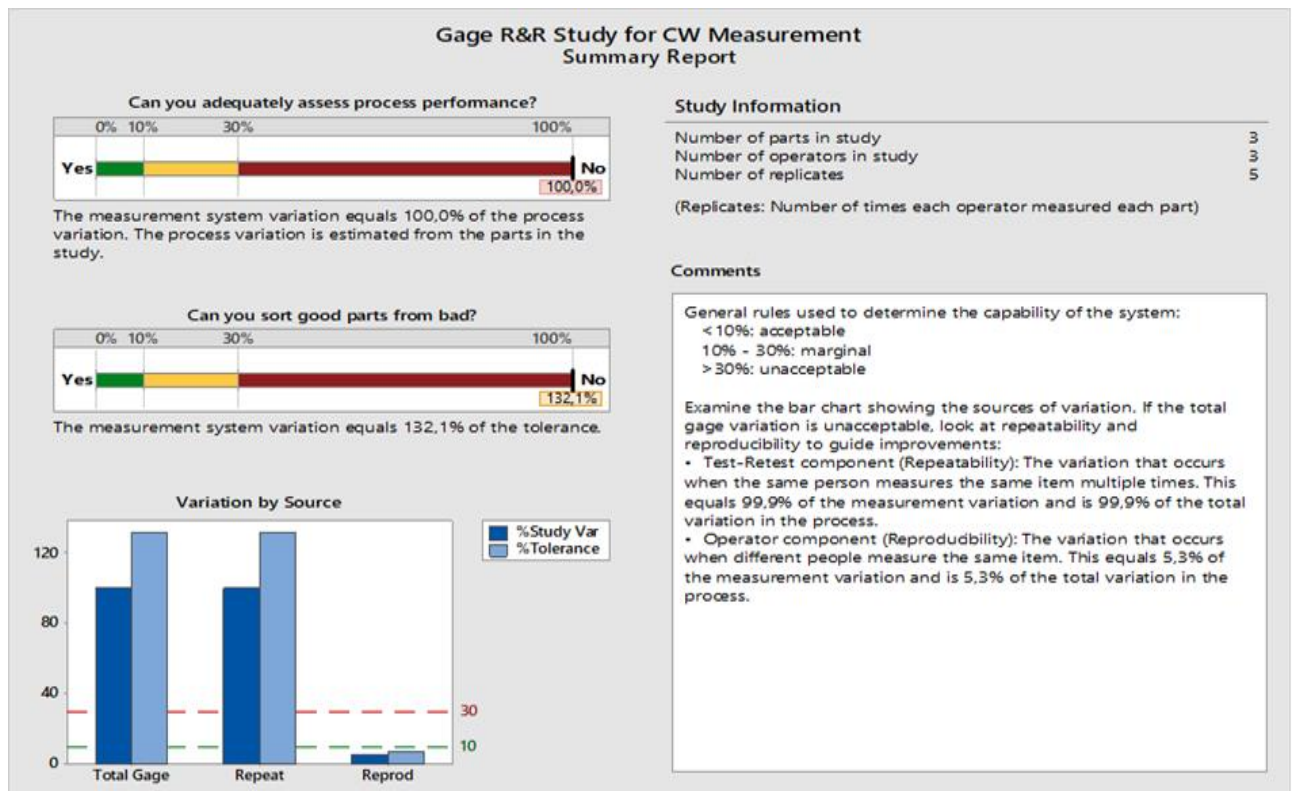 Gage R&R Study for CW Measurement
Summary Report
Can you adequately assess process performance?
0% 10% 30% 100%
Yes No
100,0%
The measurement system variation equals 100,0% of the process
variation. The process variation is estimated from the parts in the
study.
Can you sort good parts from bad?
0% 10% 30% 100%
Yes No
132,1%
The measurement system variation equals 132,1% of the tolerance.
Variation by Source
%Study Var
%Tolerance
120
80
40
0
30
10
Total Gage Repeat Reprod
Study Information
Number of parts in study 3
Number of operators in study 3
Number of replicates 5
(Replicates: Number of times each operator measured each part)
Comments
General rules used to determine the capability of the system:
<10%: acceptable
10% - 30%: marginal
>30%: unacceptable
Examine the bar chart showing the sources of variation. If the total
gage variation is unacceptable, look at repeatability and
reproducibility to guide improvements:
• Test-Retest component (Repeatability): The variation that occurs
when the same person measures the same item multiple times. This
equals 99,9% of the measurement variation and is 99,9% of the total
variation in the process.
• Operator component (Reproducibility): The variation that occurs
when different people measure the same item. This equals 5,3% of
the measurement variation and is 5,3% of the total variation in the
process.